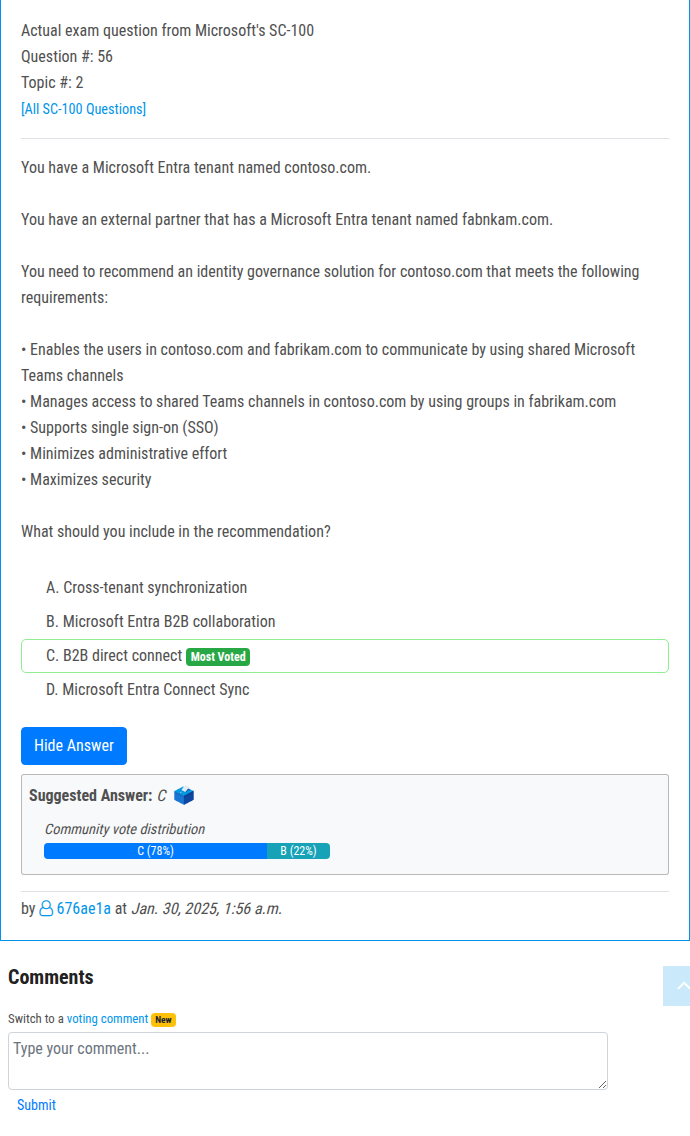 Actual exam question from Microsoft's SC-100
Question #: 56
Topic #: 2
[All SC-100 Questions]
You have a Microsoft Entra tenant named contoso.com.
You have an external partner that has a Microsoft Entra tenant named fabnkam.com.
You need to recommend an identity governance solution for contoso.com that meets the following
requirements:
• Enables the users in contoso.com and fabrikam.com to communicate by using shared Microsoft
Teams channels
• Manages access to shared Teams channels in contoso.com by using groups in fabrikam.com
• Supports single sign-on (SSO)
• Minimizes administrative effort
• Maximizes security
What should you include in the recommendation?
A. Cross-tenant synchronization
B. Microsoft Entra B2B collaboration
C. B2B direct connect Most Voted
D. Microsoft Entra Connect Sync
Hide Answer
Suggested Answer: C
Community vote distribution
C (78%) B (22%)
by 676ae1a at Jan. 30, 2025, 1:56 a.m.
Comments
Switch to a voting comment New
Type your comment...
Submit